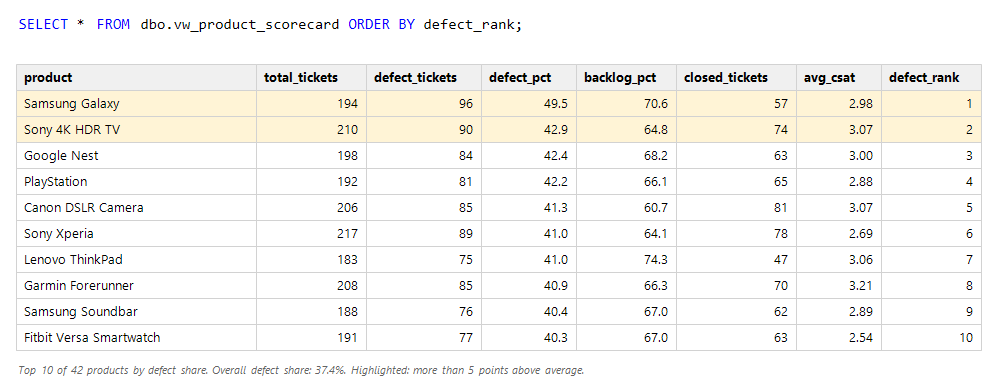 SELECT * FROM dbo.vw_product_scorecard ORDER BY defect_rank;
product total_tickets defect_tickets defect_pct backlog_pct closed_tickets avg_csat defect_rank
Samsung Galaxy 194 96 49.5 70.6 57 2.98 1
Sony 4K HDR TV 210 90 42.9 64.8 74 3.07 2
Google Nest 198 84 42.4 68.2 63 3.00 3
PlayStation 192 81 42.2 66.1 65 2.88 4
Canon DSLR Camera 206 85 41.3 60.7 81 3.07 5
Sony Xperia 217 89 41.0 64.1 78 2.69 6
Lenovo ThinkPad 183 75 41.0 74.3 47 3.06 7
Garmin Forerunner 208 85 40.9 66.3 70 3.21 8
Samsung Soundbar 188 76 40.4 67.0 62 2.89 9
Fitbit Versa Smartwatch 191 77 40.3 67.0 63 2.54 10
Top 10 of 42 products by defect share. Overall defect share: 37.4%. Highlighted: more than 5 points above average.